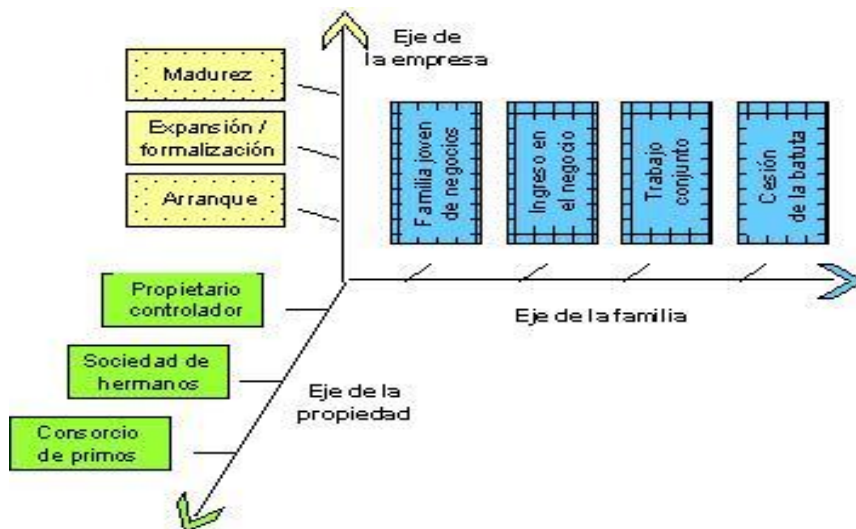 Eje de
la empresa
Madurez
Expansión /
formalización
Arranque
Familia joven
de negocios
Ingreso en
el negocio
Trabajo
conjunto
Cesión
de la batuta
Propietario
controlador
Eje de la familia
Sociedad de
hermanos
Eje de la
propiedad
Consorcio
de primos